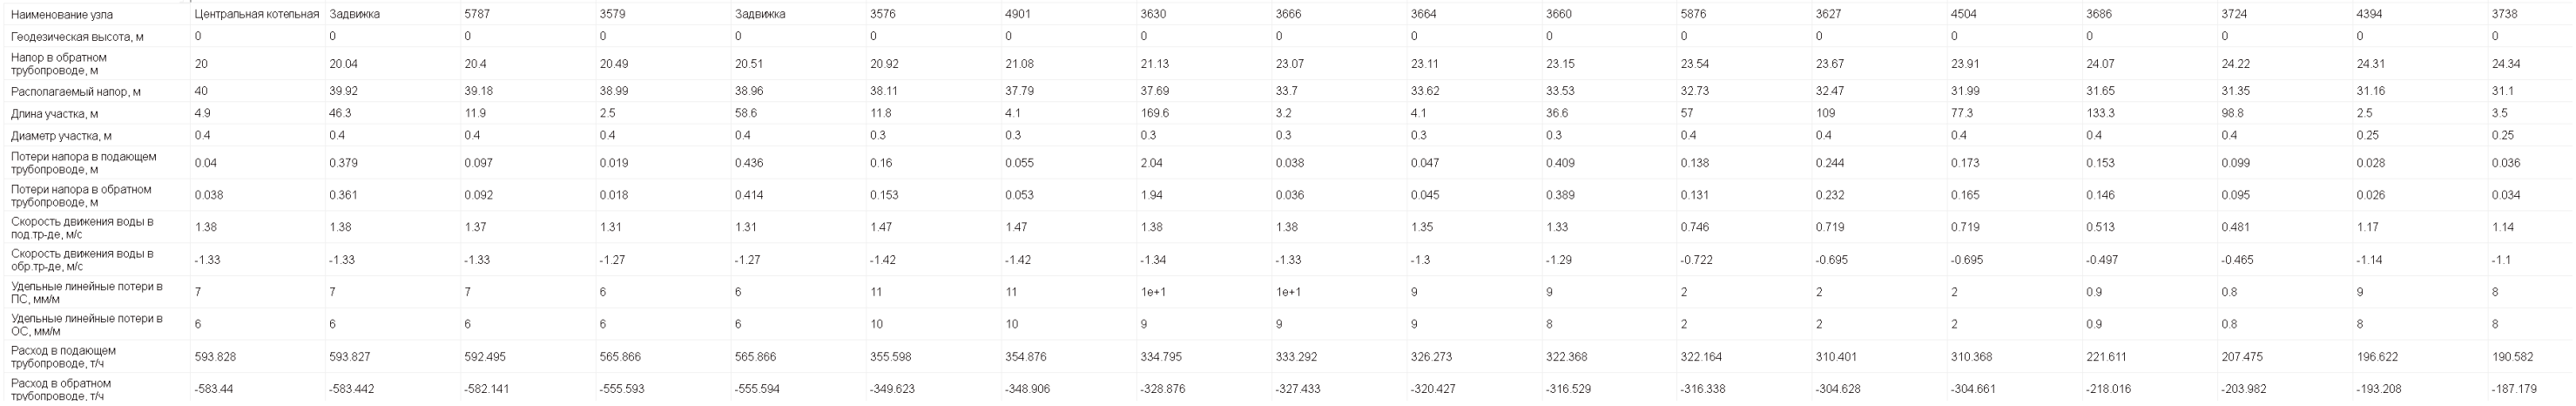 Наименование узла Центральная котельная Задвижка 5787 3579 Задвижка 3576 4901 3630 3666 3664 3660 5876 3627 4504 3686 3724 4394 3738
Геодезическая высота, м 0 0 0 0 0 0 0 0 0 0 0 0 0 0 0 0 0 0
Напор в обратном
трубопроводе, м 20 20.04 20.4 20.49 20.51 20.92 21.08 21.13 23.07 23.11 23.15 23.54 23.67 23.91 24.07 24.22 24.31 24.34
Располагаемый напор, м 40 39.92 39.18 38.99 38.96 38.11 37.79 37.69 33.7 33.62 33.53 32.73 32.47 31.99 31.65 31.35 31.16 31.1
Длина участка, м 4.9 46.3 11.9 2.5 58.6 11.8 4.1 169.6 3.2 4.1 36.6 57 109 77.3 133.3 98.8 2.5 3.5
Диаметр участка, м 0.4 0.4 0.4 0.4 0.4 0.3 0.3 0.3 0.3 0.3 0.3 0.4 0.4 0.4 0.4 0.4 0.25 0.25
Потери напора в подающем
трубопроводе, м 0.04 0.379 0.097 0.019 0.436 0.16 0.055 2.04 0.038 0.047 0.409 0.138 0.244 0.173 0.153 0.099 0.028 0.036
Потери напора в обратном
трубопроводе, м 0.038 0.361 0.092 0.018 0.414 0.153 0.053 1.94 0.036 0.045 0.389 0.131 0.232 0.165 0.146 0.095 0.026 0.034
Скорость движения воды в
под.тр-де, м/с 1.38 1.38 1.37 1.31 1.31 1.47 1.47 1.38 1.38 1.35 1.33 0.746 0.719 0.719 0.513 0.481 1.17 1.14
Скорость движения воды в
обр.тр-де, м/с -1.33 -1.33 -1.33 -1.27 -1.27 -1.42 -1.42 -1.34 -1.33 -1.3 -1.29 -0.722 -0.695 -0.695 -0.497 -0.465 -1.14 -1.1
Удельные линейные потери в
ПС, мм/м 7 7 7 6 6 11 11 1e+1 1e+1 9 9 2 2 2 0.9 0.8 9 8
Удельные линейные потери в
ОС, мм/м 6 6 6 6 6 10 10 9 9 9 8 2 2 2 0.9 0.8 8 8
Расход в подающем
трубопроводе, т/ч 593.828 593.827 592.495 565.866 565.866 355.598 354.876 334.795 333.292 326.273 322.368 322.164 310.401 310.368 221.611 207.475 196.622 190.582
Расход в обратном
трубопроводе, т/ч -583.44 -583.442 -582.141 -555.593 -555.594 -349.623 -348.906 -328.876 -327.433 -320.427 -316.529 -316.338 -304.628 -304.661 -218.016 -203.982 -193.208 -187.179